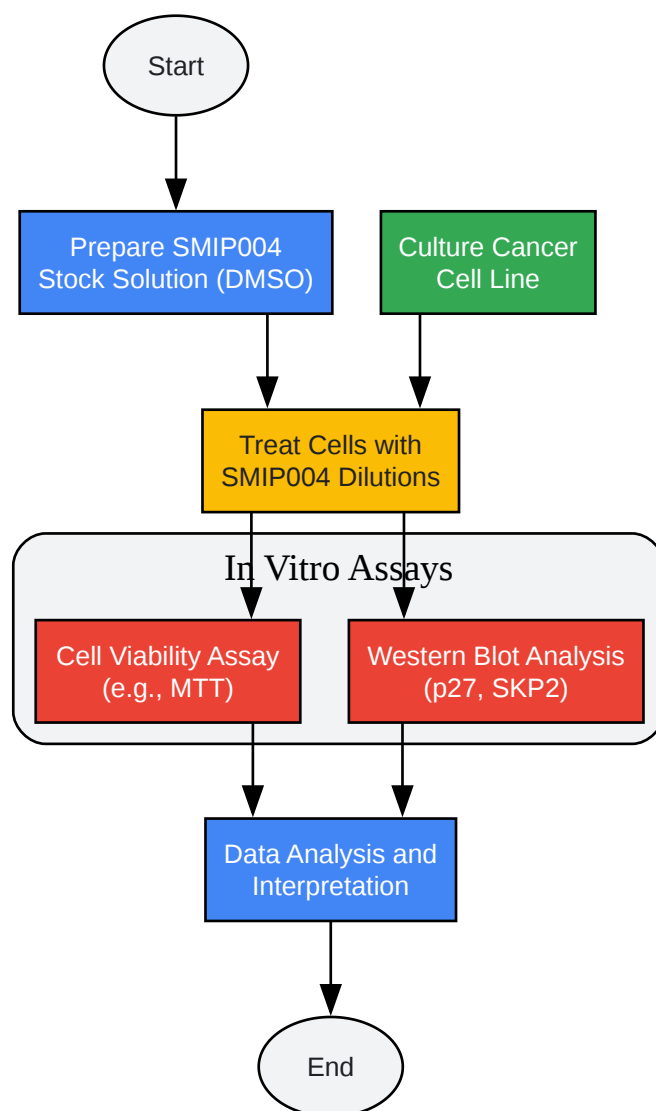 Start
Prepare SMIP004
Stock Solution (DMSO)
Culture Cancer
Cell Line
Treat Cells with
SMIP004 Dilutions
In Vitro Assays
Cell Viability Assay
(e.g., MTT)
Western Blot Analysis
(p27, SKP2)
Data Analysis and
Interpretation
End